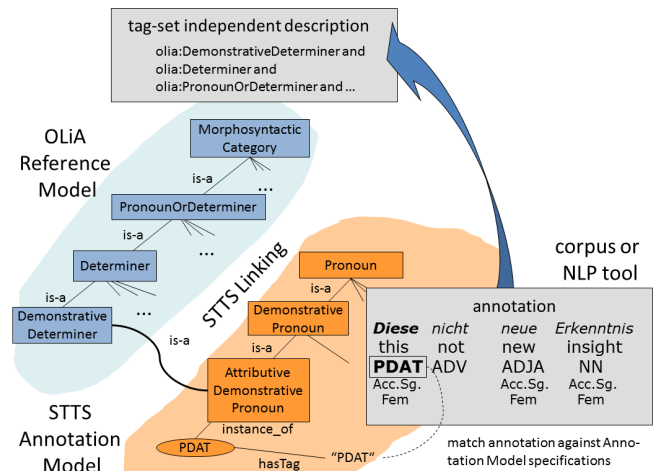 tag-set independent description
olia:DemonstrativeDeterminer and
olia:Determiner and
olia:PronounOrDeterminer and ...
OLiA
Reference
Model
Morphosyntactic
Category
is-a
...
PronounOrDeterminer
is-a
...
Determiner
is-a
...
Demonstrative
Determiner
is-a
STTS Linking
Pronoun
is-a
Demonstrative
Pronoun
is-a
Attributive
Demonstrative
Pronoun
instance_of
PDAT
hasTag
"PDAT"
STTS
Annotation
Model
corpus or
NLP tool
annotation
Diese nicht neue Erkenntnis
this not new insight
PDAT ADV ADJA NN
Acc.Sg. Acc.Sg. Acc.Sg.
Fem Fem Fem
match annotation against Anno-
tation Model specifications